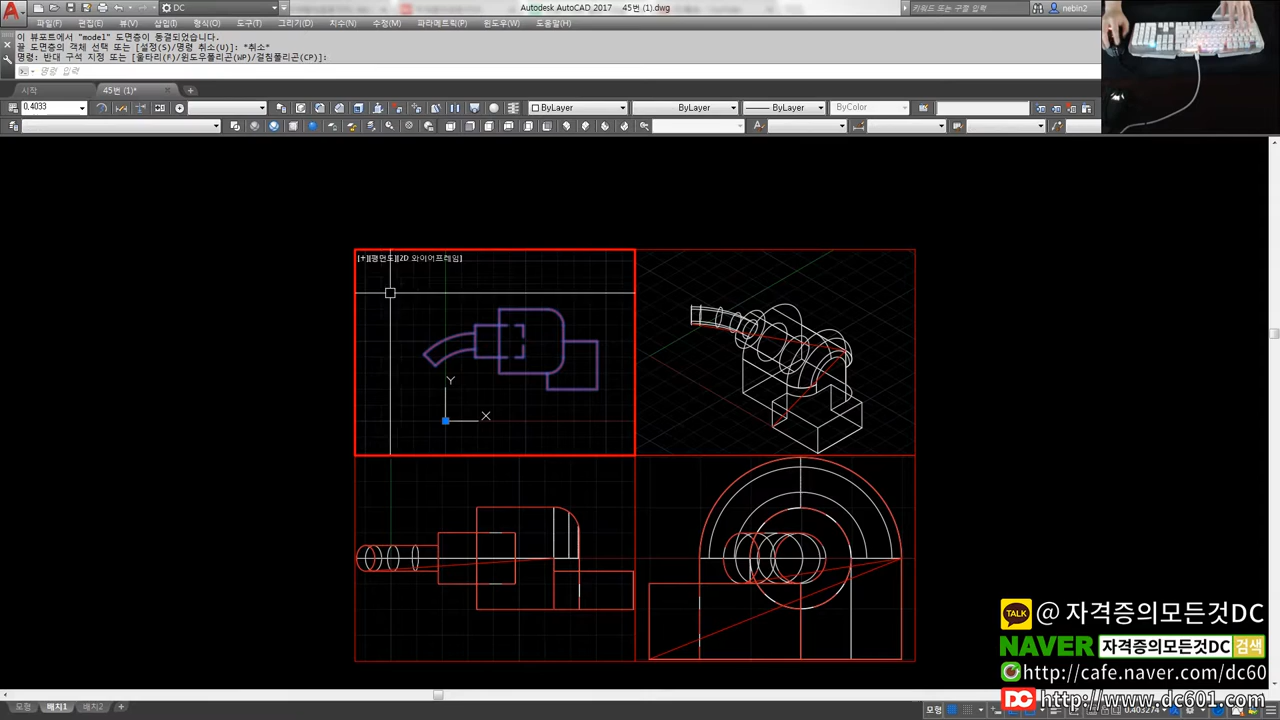 DC
Autodesk AutoCAD 2017    45번 (1).dwg
키워드 또는 구절 입력
nebln2
파일(F) 편집(E) 뷰(V) 삽입(I) 형식(O) 도구(T) 그리기(D) 치수(N) 수정(M) 파라메트릭(P) 윈도우(W) 도움말(H)
이 뷰포트에서 "model" 도면층이 동결되었습니다.
끌 도면층의 객체 선택 또는 [설정(S)/명령 취소(U)]: *취소*
명령: 반대 구석 지정 또는 [울타리(F)/윈도우폴리곤(WP)/걸침폴리곤(CP)]:
명령 입력
시작 45번 (1)*
0.4033 ByLayer ByLayer ByLayer ByColor
[+][평면도][2D 와이어프레임]
Y
X
TALK @ 자격증의모든것DC
NAVER 자격증의모든것DC 검색
http://cafe.naver.com/dc60
DC http://www.dc601.com
모형 배치1 배치2 +
모형 0.403274